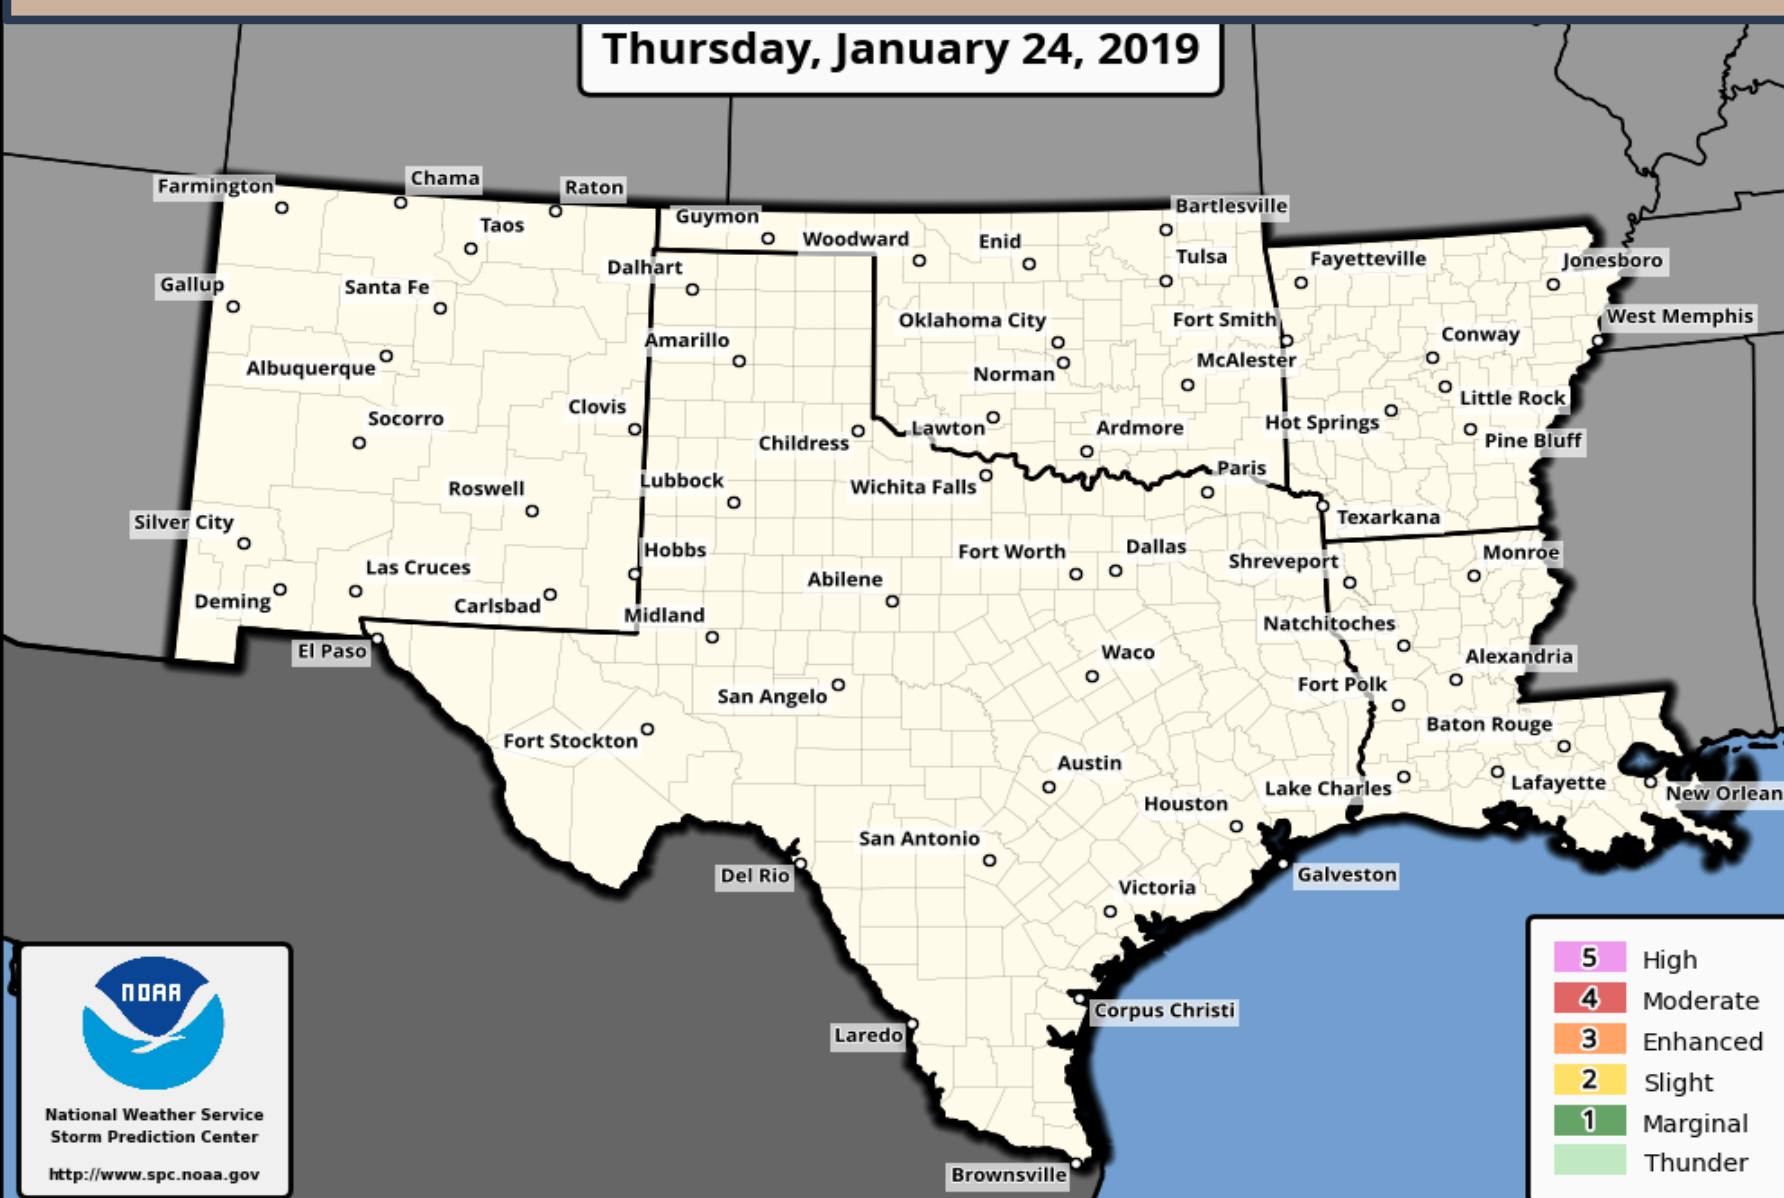 Thursday, January 24, 2019
Farmington
Chama
Raton
Taos
Guymon
Woodward
Enid
Bartlesville
Tulsa
Fayetteville
Jonesboro
Gallup
Santa Fe
Dalhart
Oklahoma City
Fort Smith
West Memphis
Conway
Amarillo
McAlester
Albuquerque
Norman
Little Rock
Clovis
Socorro
Childress
Lawton
Ardmore
Hot Springs
Pine Bluff
Roswell
Lubbock
Wichita Falls
Paris
Texarkana
Silver City
Hobbs
Fort Worth
Dallas
Shreveport
Monroe
Las Cruces
Deming
Carlsbad
Abilene
Midland
Natchitoches
El Paso
Waco
Alexandria
San Angelo
Fort Polk
Fort Stockton
Baton Rouge
Austin
Lake Charles
Lafayette
New Orlean
Houston
San Antonio
Del Rio
Galveston
Victoria
Corpus Christi
Laredo
Brownsville
NOAA
National Weather Service
Storm Prediction Center
http://www.spc.noaa.gov
5 High
4 Moderate
3 Enhanced
2 Slight
1 Marginal
Thunder